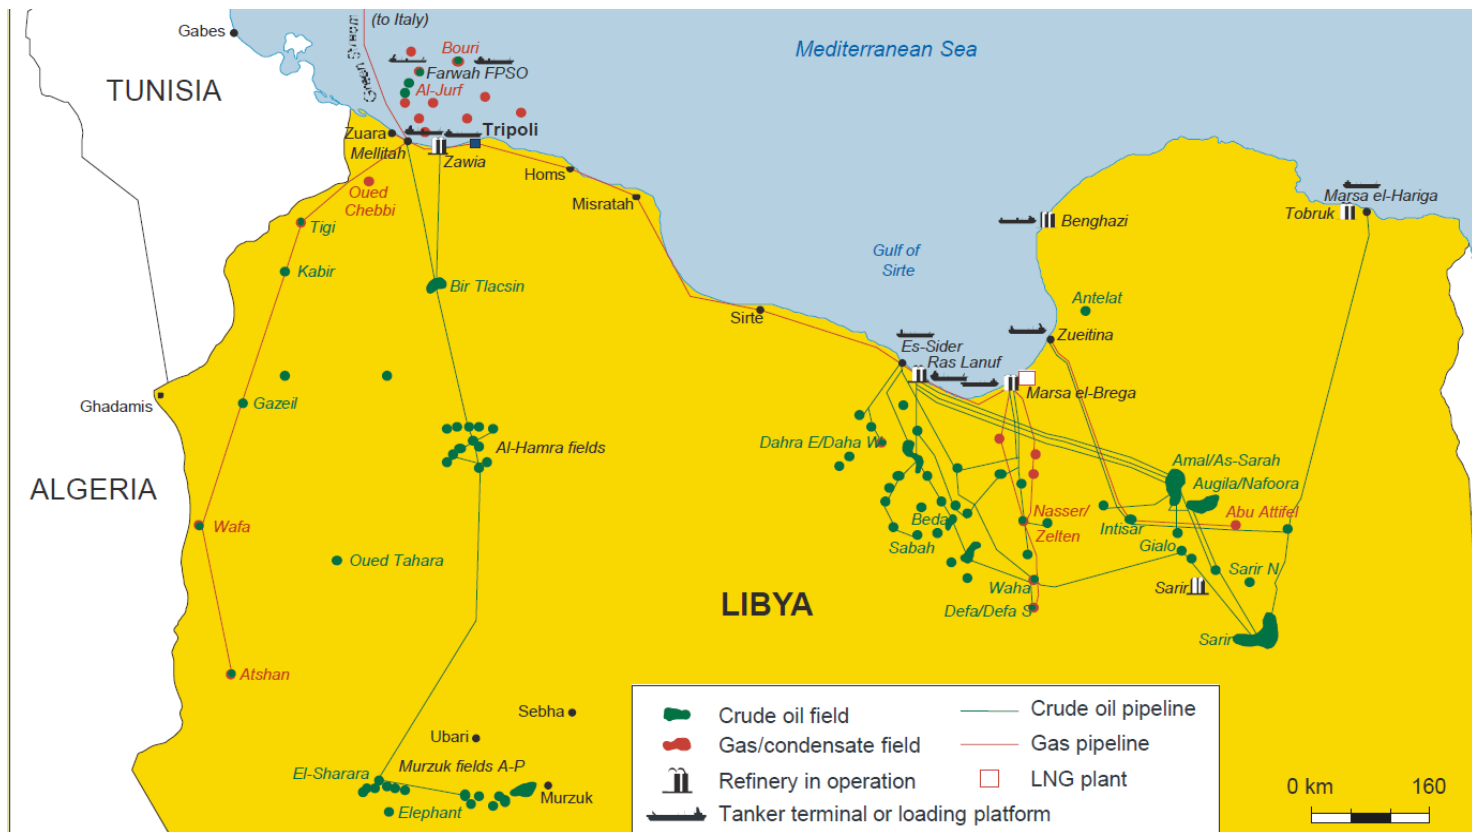 (to Italy)
Gabes
Bouri
Mediterranean Sea
Farwah FPSO
TUNISIA
Al-Jurf
Zuara
Tripoli
Mellitah
Zawia
Homs
Oued
Chebbi
Misratah
Marsa el-Hariga
Tobruk
Benghazi
Tigi
Gulf of
Sirte
Kabir
Bir Tlacsin
Antelat
Sirte
Zueitina
Es-Sider
Ras Lanuf
Marsa el-Brega
Ghadamis
Gazeil
Al-Hamra fields
Dahra E/Daha W
Amal/As-Sarah
Augila/Nafoora
ALGERIA
Wafa
Beda
Nasser/
Zelten
Intisar
Abu Attifel
Sabah
Gialo
Oued Tahara
Sarir N
Waha
Sarir
LIBYA
Defa/Defa S
Sarir
Atshan
Sebha
Ubari
El-Sharara
Murzuk fields A-P
Murzuk
Elephant
Crude oil field
Crude oil pipeline
Gas/condensate field
Gas pipeline
Refinery in operation
LNG plant
Tanker terminal or loading platform
0 km
160